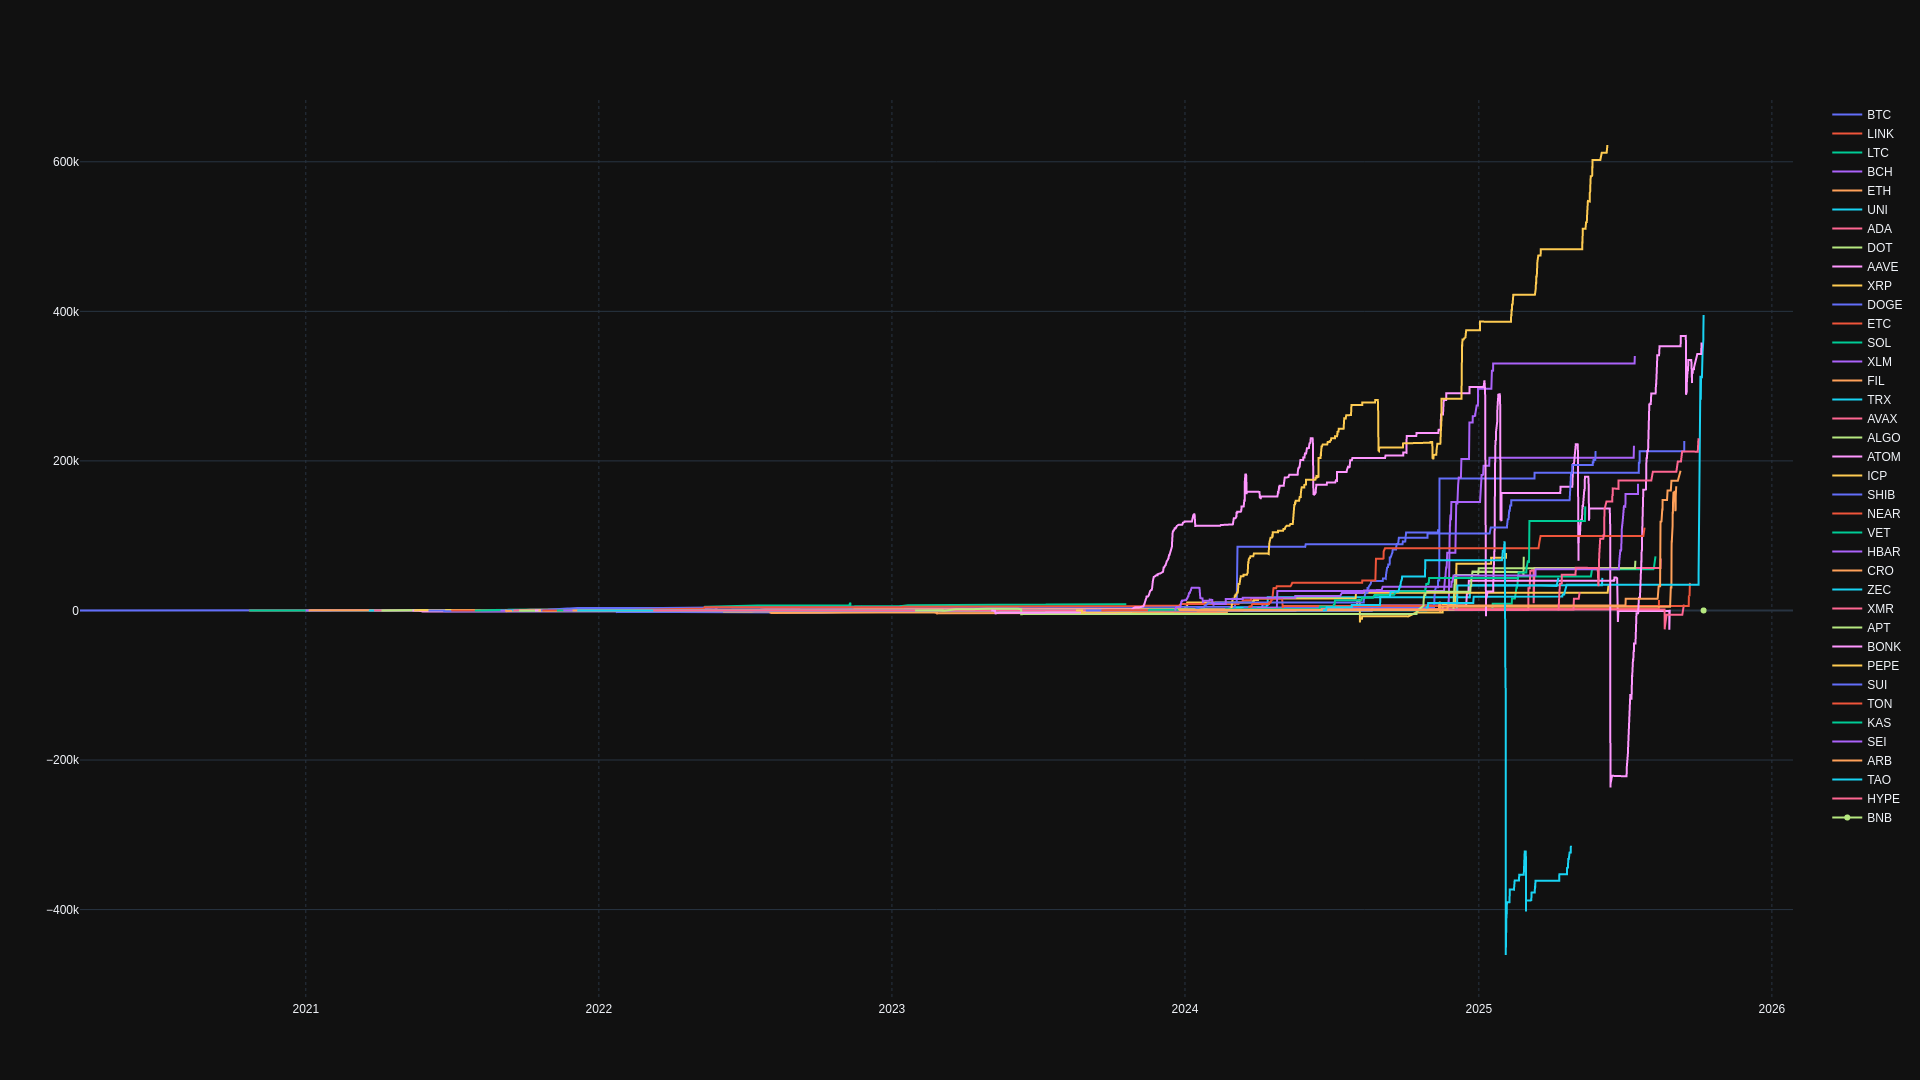 600k
400k
200k
0
−200k
−400k
2021
2022
2023
2024
2025
2026
BTC
LINK
LTC
BCH
ETH
UNI
ADA
DOT
AAVE
XRP
DOGE
ETC
SOL
XLM
FIL
TRX
AVAX
ALGO
ATOM
ICP
SHIB
NEAR
VET
HBAR
CRO
ZEC
XMR
APT
BONK
PEPE
SUI
TON
KAS
SEI
ARB
TAO
HYPE
BNB